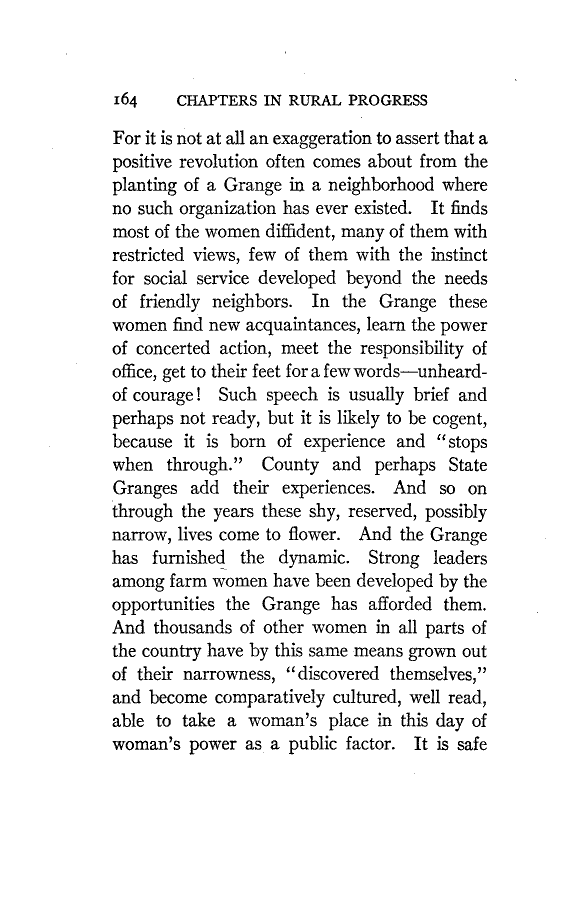 164 CHAPTERS IN RURAL PROGRESS
For it is not at all an exaggeration to assert that a
positive revolution often comes about from the
planting of a Grange in a neighborhood where
no such organization has ever existed. It finds
most of the women diffident, many of them with
restricted views, few of them with the instinct
for social service developed beyond the needs
of friendly neighbors. In the Grange these
women find new acquaintances, learn the power
of concerted action, meet the responsibility of
office, get to their feet for a few words—unheard-
of courage! Such speech is usually brief and
perhaps not ready, but it is likely to be cogent,
because it is born of experience and "stops
when through." County and perhaps State
Granges add their experiences. And so on
through the years these shy, reserved, possibly
narrow, lives come to flower. And the Grange
has furnished the dynamic. Strong leaders
among farm women have been developed by the
opportunities the Grange has afforded them.
And thousands of other women in all parts of
the country have by this same means grown out
of their narrowness, "discovered themselves,"
and become comparatively cultured, well read,
able to take a woman's place in this day of
woman's power as a public factor. It is safe